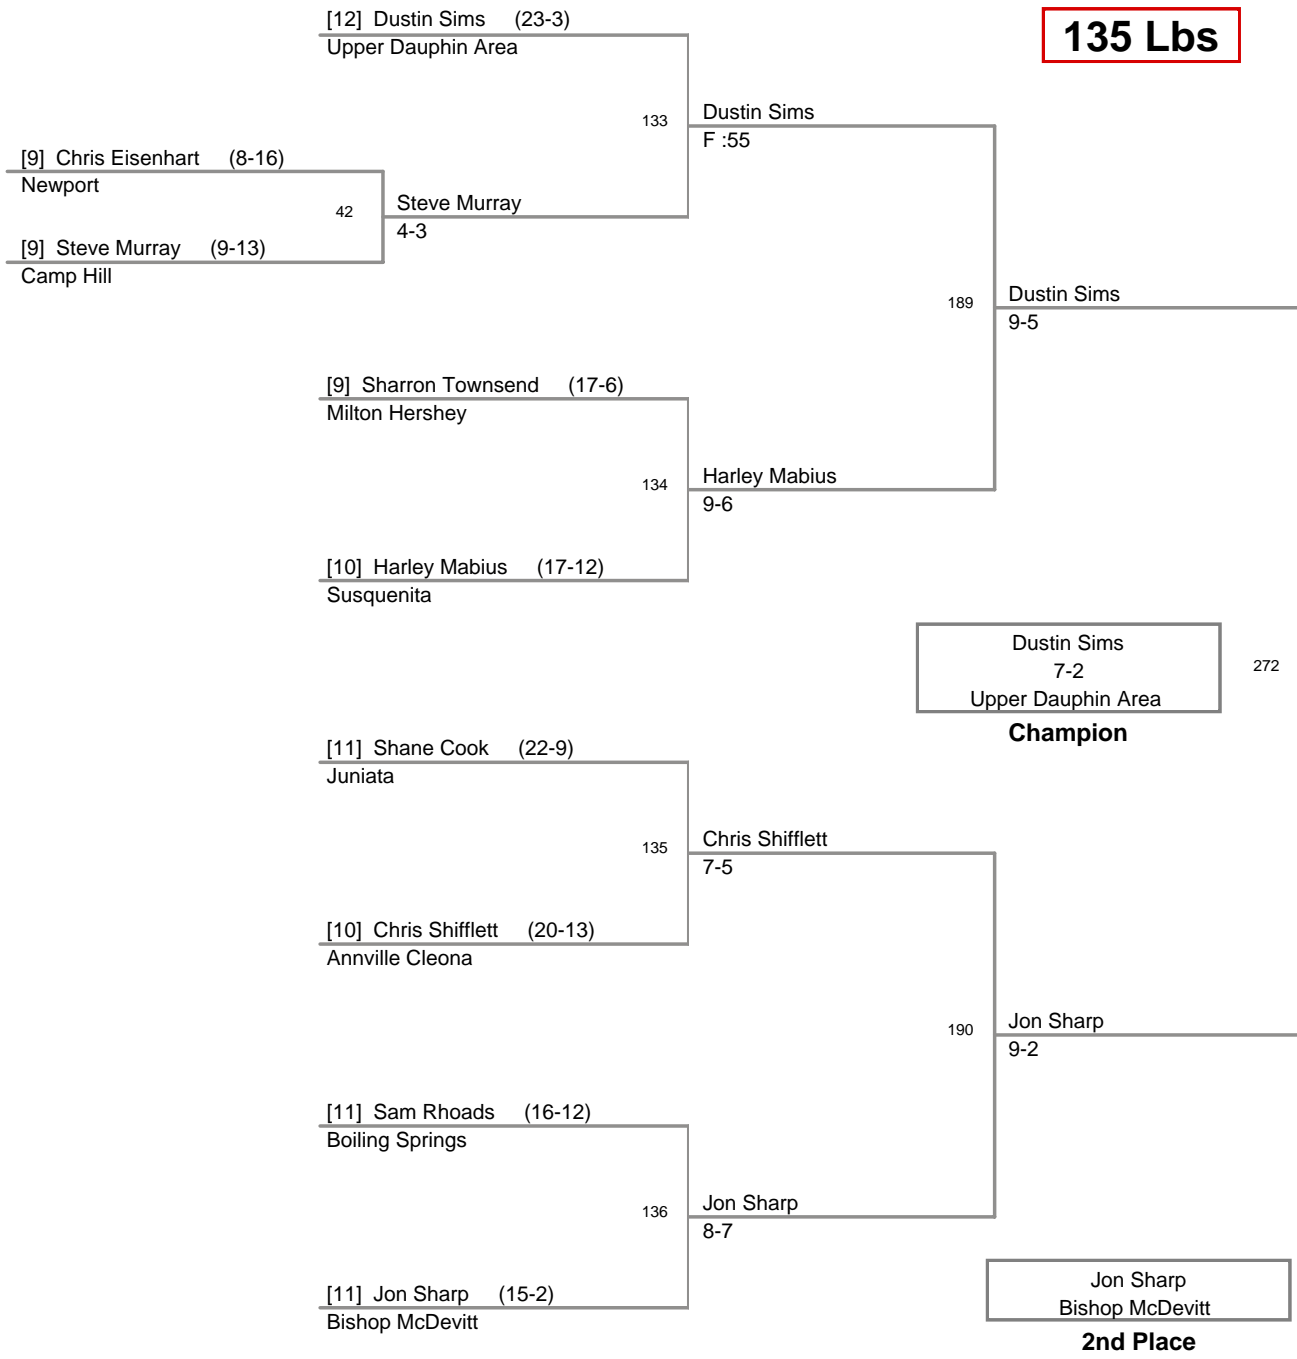 [12] Dustin Sims (23-3)
Upper Dauphin Area
135 Lbs
133
Dustin Sims
F :55
[9] Chris Eisenhart (8-16)
Newport
42
Steve Murray
4-3
[9] Steve Murray (9-13)
Camp Hill
189
Dustin Sims
9-5
[9] Sharron Townsend (17-6)
Milton Hershey
134
Harley Mabius
9-6
[10] Harley Mabius (17-12)
Susquenita
Dustin Sims
7-2
Upper Dauphin Area
272
Champion
[11] Shane Cook (22-9)
Juniata
135
Chris Shifflett
7-5
[10] Chris Shifflett (20-13)
Annville Cleona
190
Jon Sharp
9-2
[11] Sam Rhoads (16-12)
Boiling Springs
136
Jon Sharp
8-7
[11] Jon Sharp (15-2)
Bishop McDevitt
Jon Sharp
Bishop McDevitt
2nd Place